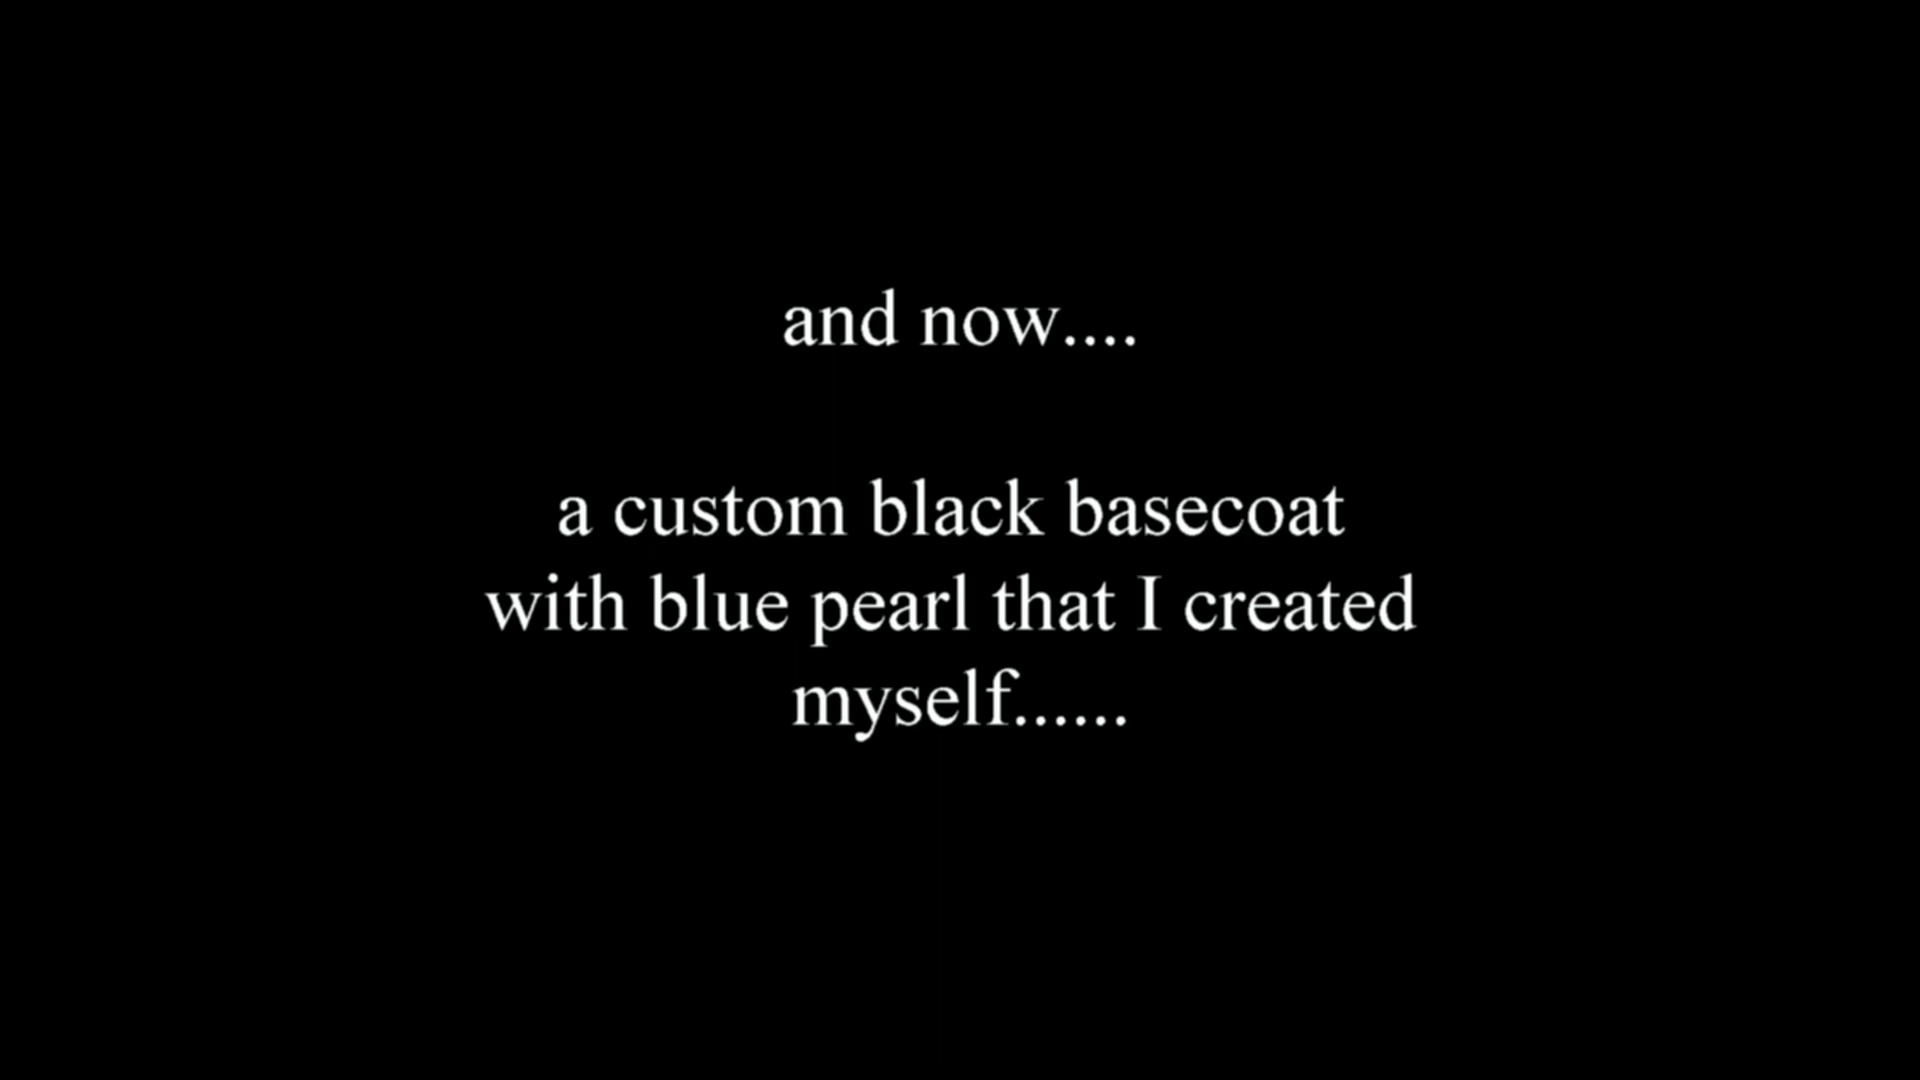 and now....
a custom black basecoat
with blue pearl that I created
myself......